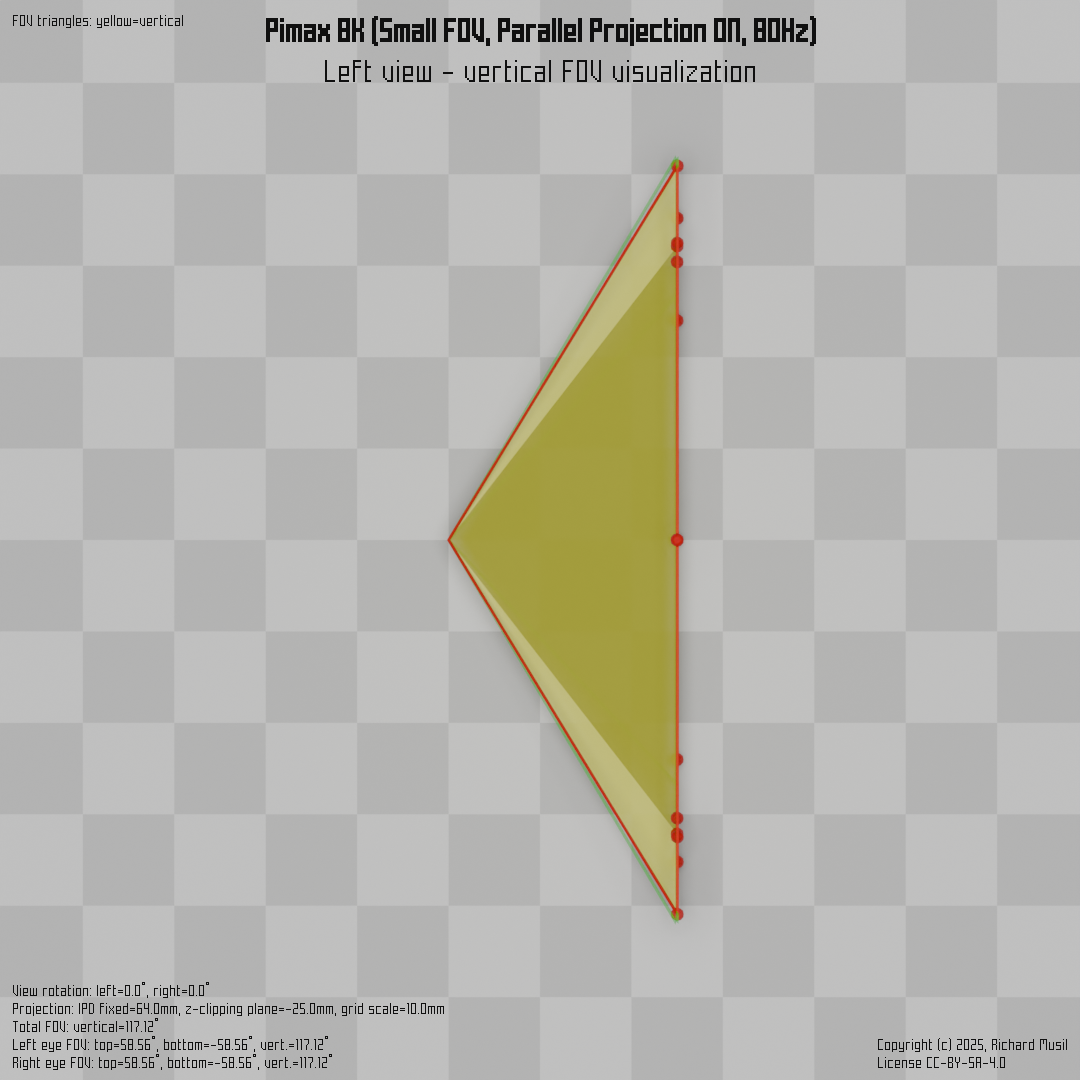 FOV triangles: yellow=vertical
Pimax 8K (Small FOV, Parallel Projection ON, 80Hz)
Left view - vertical FOV visualization
View rotation: left=0.0°, right=0.0°
Projection: IPD fixed=64.0mm, z-clipping plane=-25.0mm, grid scale=10.0mm
Total FOV: vertical=117.12°
Left eye FOV: top=58.56°, bottom=-58.56°, vert.=117.12°
Right eye FOV: top=58.56°, bottom=-58.56°, vert.=117.12°
Copyright (c) 2025, Richard Musil
License CC-BY-SA-4.0